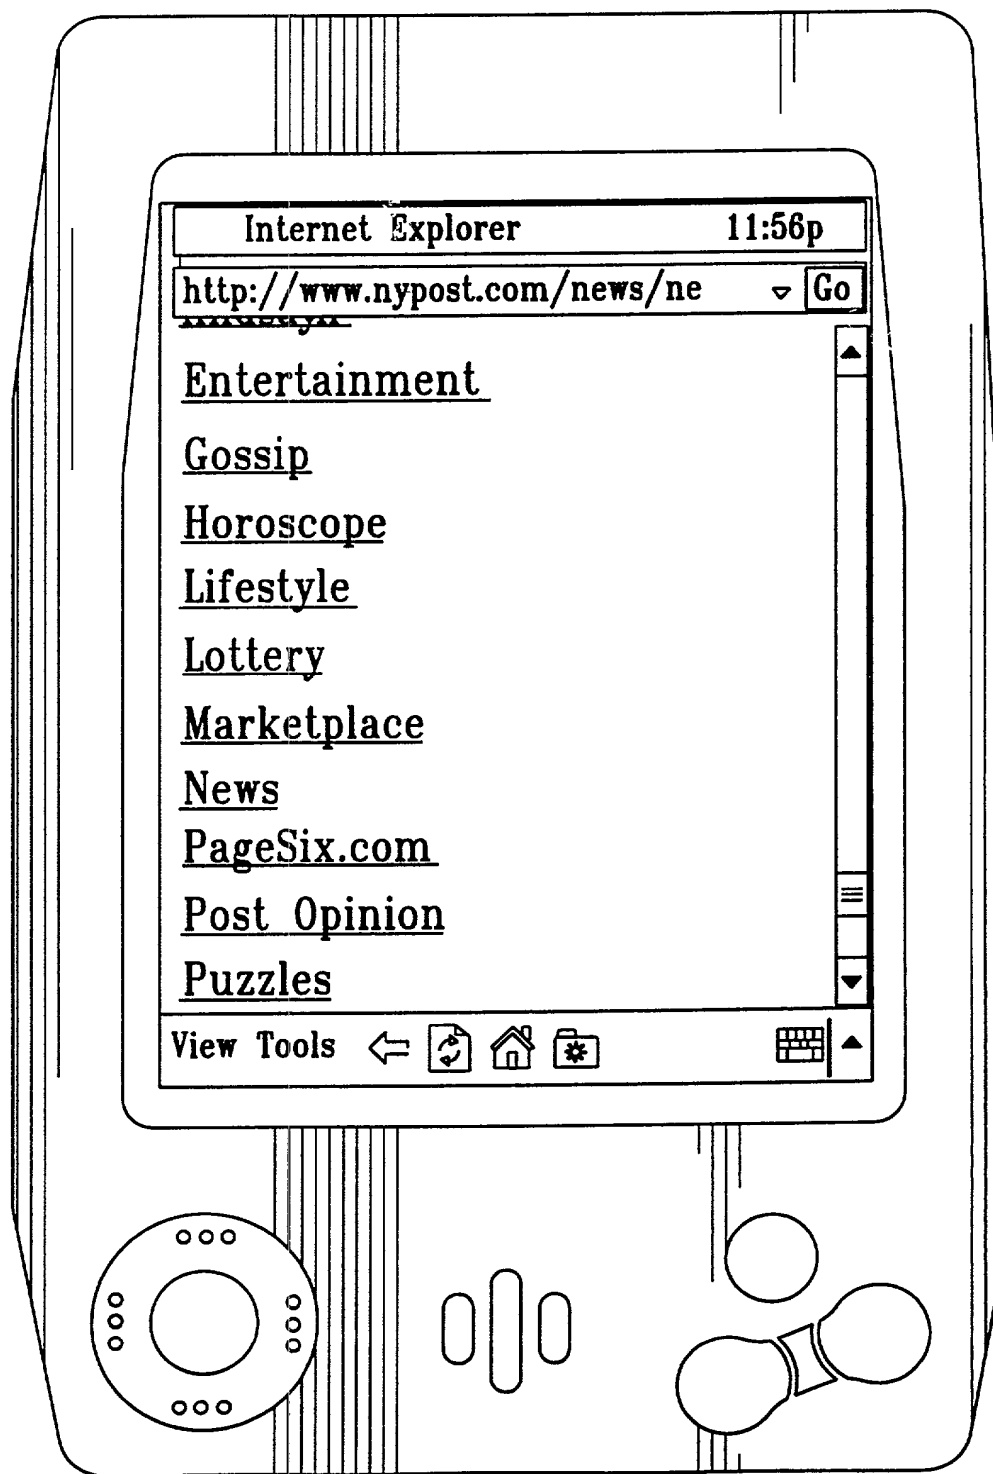 Internet Explorer 11:56p
http://www.nypost.com/news/ne Go
Entertainment
Gossip
Horoscope
Lifestyle
Lottery
Marketplace
News
PageSix.com
Post Opinion
Puzzles
View Tools